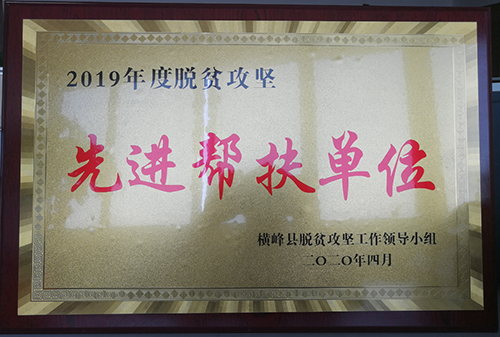 2019年度脱贫攻坚
先进帮扶单位
横峰县脱贫攻坚工作领导小组
二〇二〇年四月